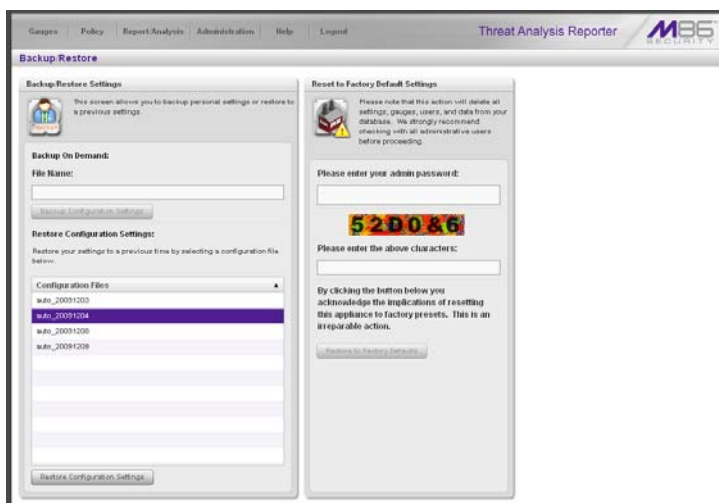 Gauges Policy Report/Analysis Administration Help Logout Threat Analysis Reporter M86 SECURITY
Backup/Restore
Backup/Restore Settings
This screen allows you to backup personal settings or restore to
a previous settings.
Backup On Demand:
File Name:
Backup Configuration Settings
Restore Configuration Settings:
Restore your settings to a previous time by selecting a configuration file
below.
Configuration Files
auto_20091203
auto_20091204
auto_20091208
auto_20091209
Restore Configuration Settings
Reset to Factory Default Settings
Please note that this action will delete all
settings, gauges, users, and data from your
database. We strongly recommend
checking with all administrative users
before proceeding.
Please enter your admin password:
52D0&6
Please enter the above characters:
By clicking the button below you
acknowledge the implications of resetting
this appliance to factory presets. This is an
irreparable action.
Restore to Factory Defaults